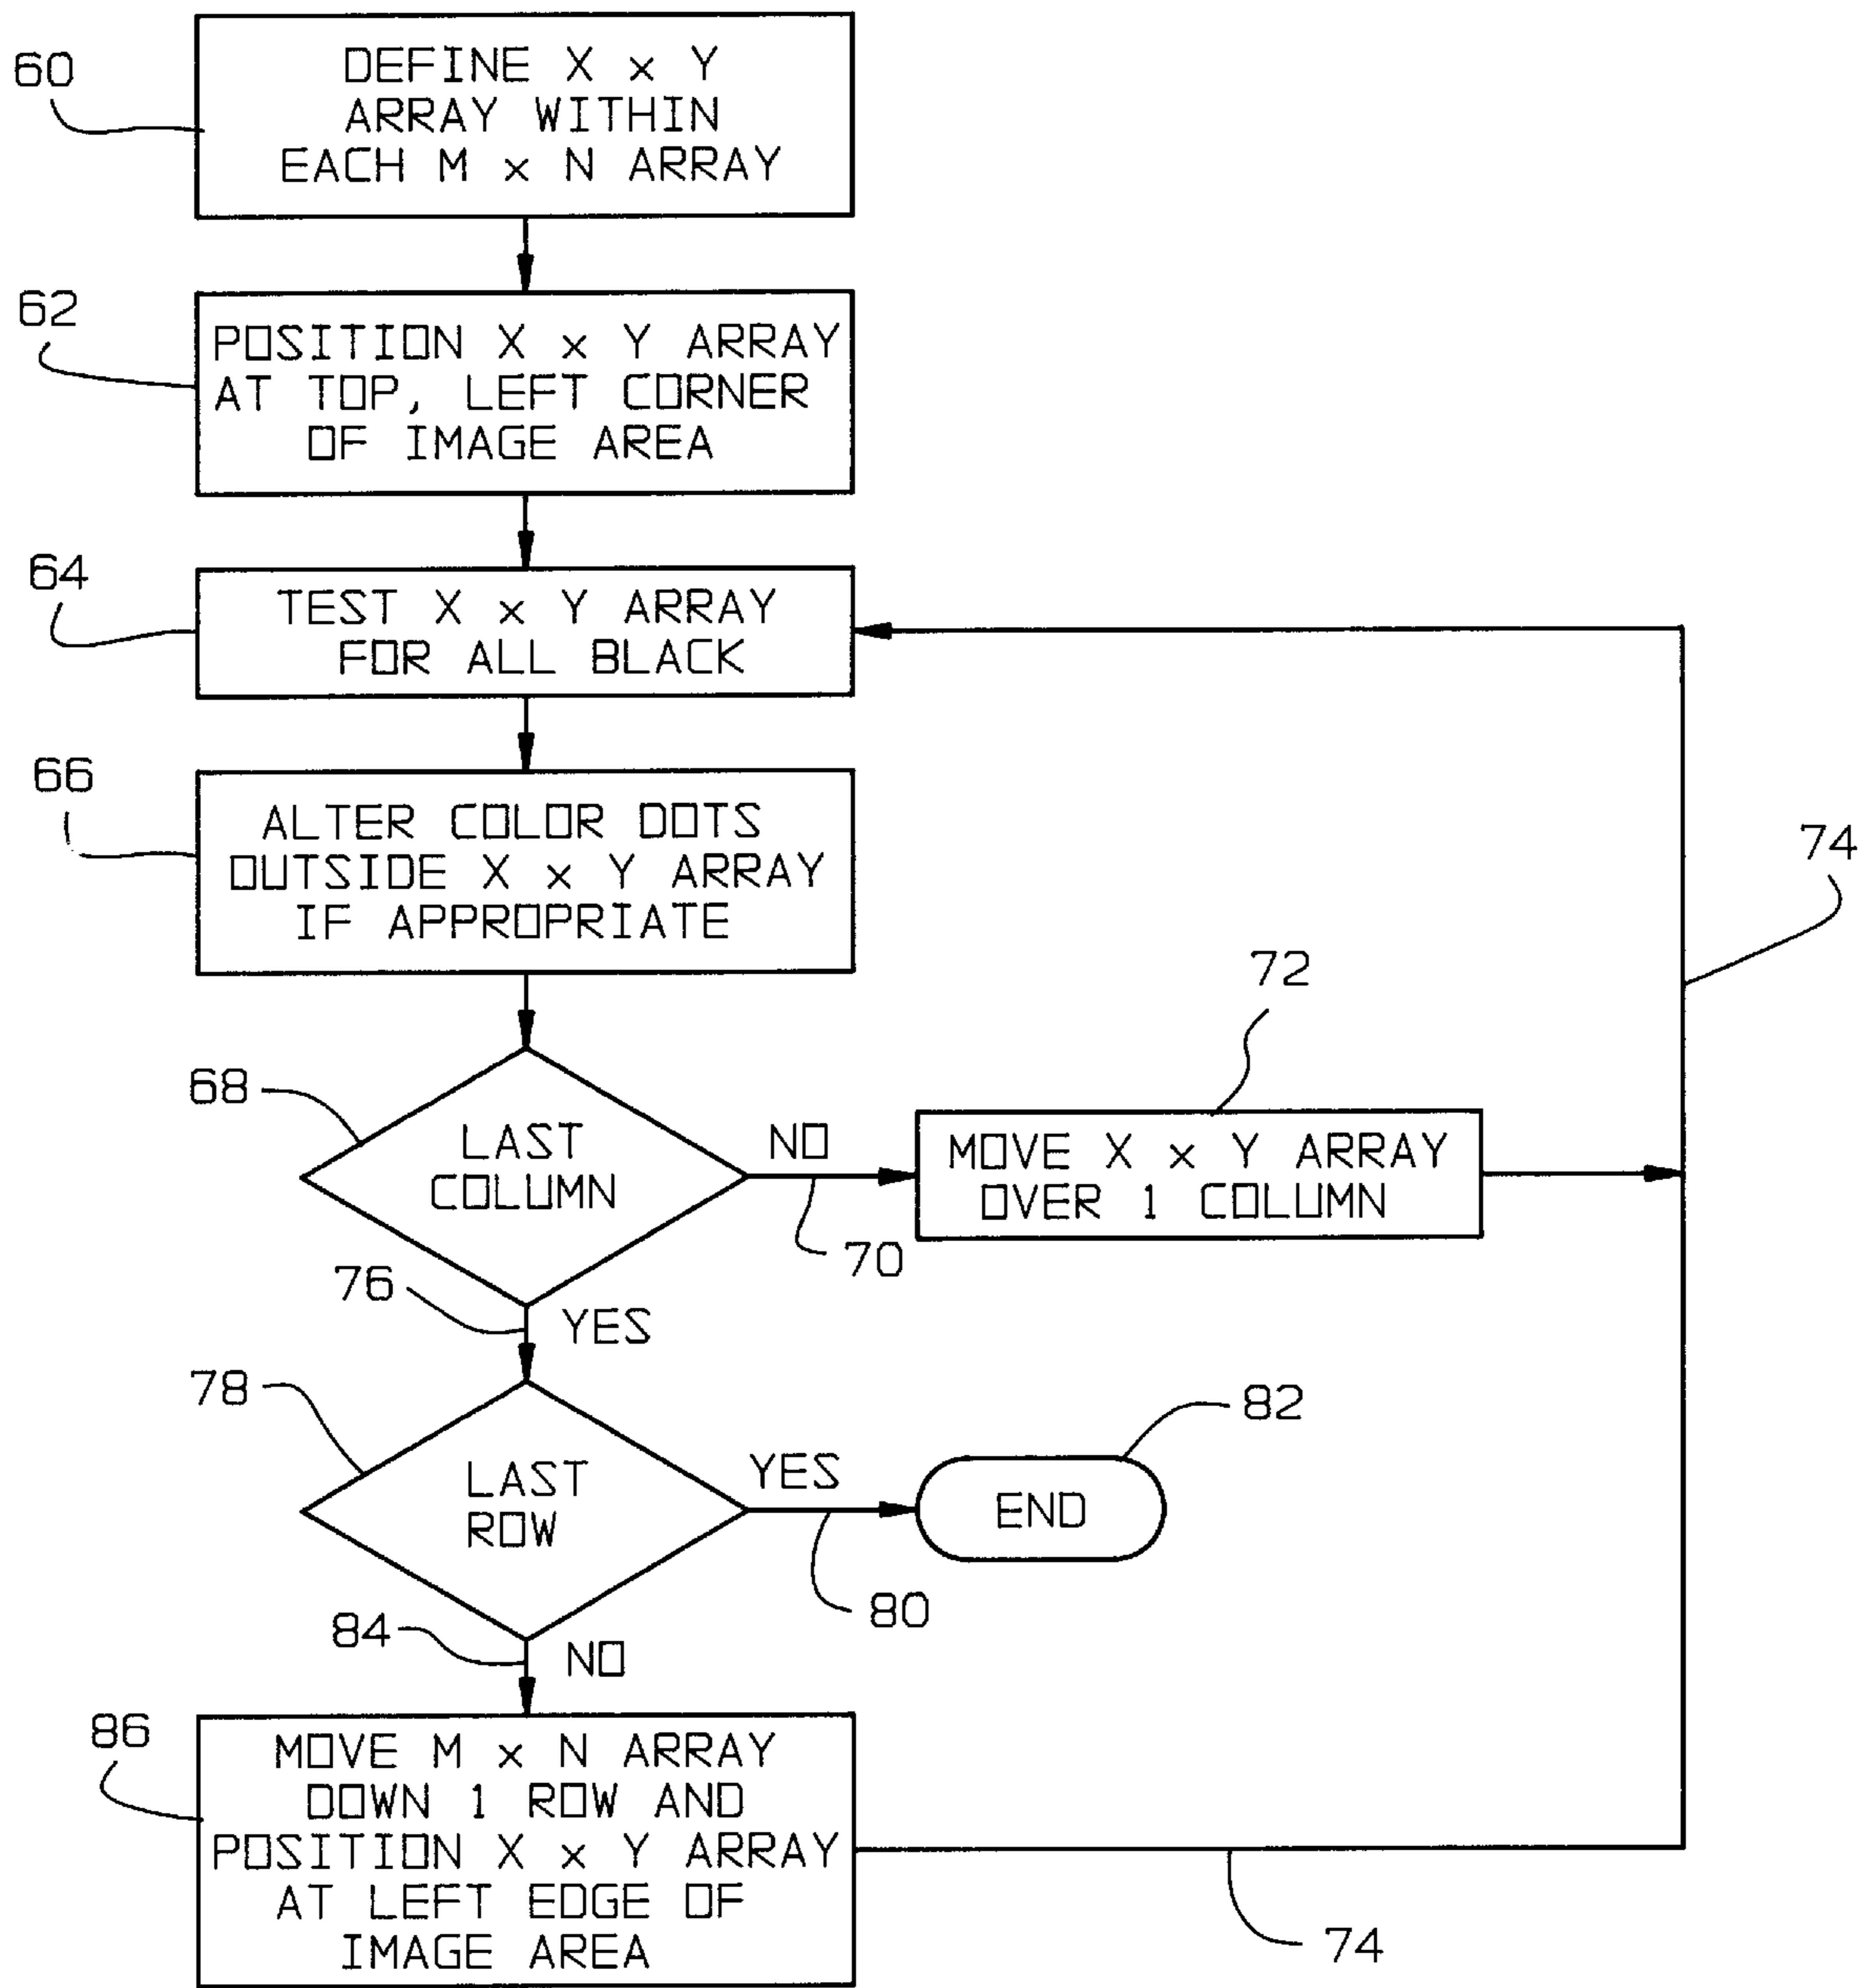 60
DEFINE X x Y
ARRAY WITHIN
EACH M x N ARRAY
62
POSITION X x Y ARRAY
AT TOP, LEFT CORNER
OF IMAGE AREA
64
TEST X x Y ARRAY
FOR ALL BLACK
66
ALTER COLOR DOTS
OUTSIDE X x Y ARRAY
IF APPROPRIATE
74
72
68
LAST
COLUMN
NO
MOVE X x Y ARRAY
OVER 1 COLUMN
70
76
YES
78
LAST
ROW
YES
82
END
80
84
NO
86
MOVE M x N ARRAY
DOWN 1 ROW AND
POSITION X x Y ARRAY
AT LEFT EDGE OF
IMAGE AREA
74